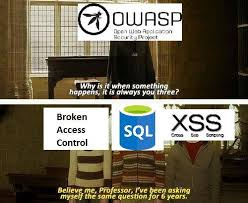 OWASP
Open Web Application
Security Project
Why is it when something
happens, it is always you three?
Broken
Access
Control
SQL
XSS
Cross Site Scripting
Believe me, Professor, I've been asking
myself the same question for 6 years.